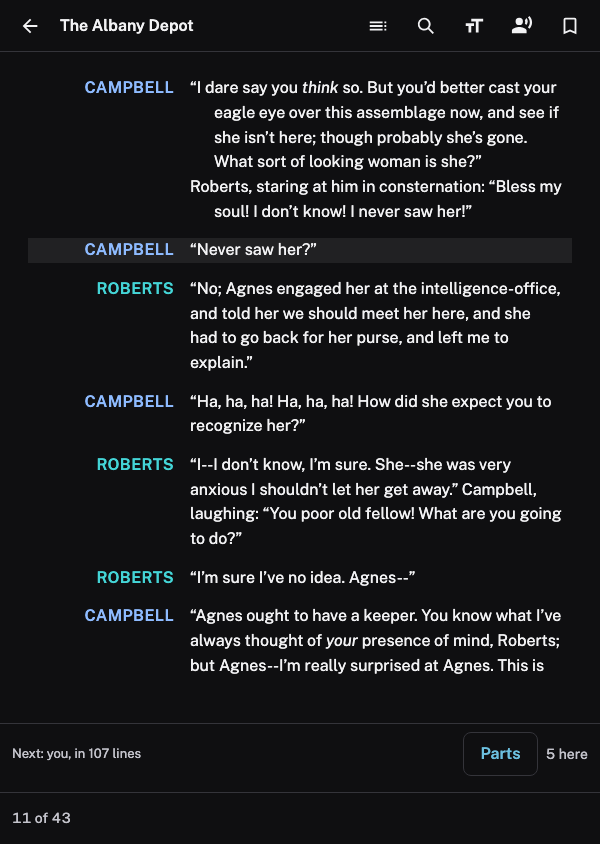 The Albany Depot
CAMPBELL “I dare say you think so. But you’d better cast your
eagle eye over this assemblage now, and see if
she isn’t here; though probably she’s gone.
What sort of looking woman is she?”
Roberts, staring at him in consternation: “Bless my
soul! I don’t know! I never saw her!”
CAMPBELL “Never saw her?”
ROBERTS “No; Agnes engaged her at the intelligence-office,
and told her we should meet her here, and she
had to go back for her purse, and left me to
explain.”
CAMPBELL “Ha, ha, ha! Ha, ha, ha! How did she expect you to
recognize her?”
ROBERTS “I--I don’t know, I’m sure. She--she was very
anxious I shouldn’t let her get away.” Campbell,
laughing: “You poor old fellow! What are you going
to do?”
ROBERTS “I’m sure I’ve no idea. Agnes--”
CAMPBELL “Agnes ought to have a keeper. You know what I’ve
always thought of your presence of mind, Roberts;
but Agnes--I’m really surprised at Agnes. This is
Next: you, in 107 lines
Parts
5 here
11 of 43